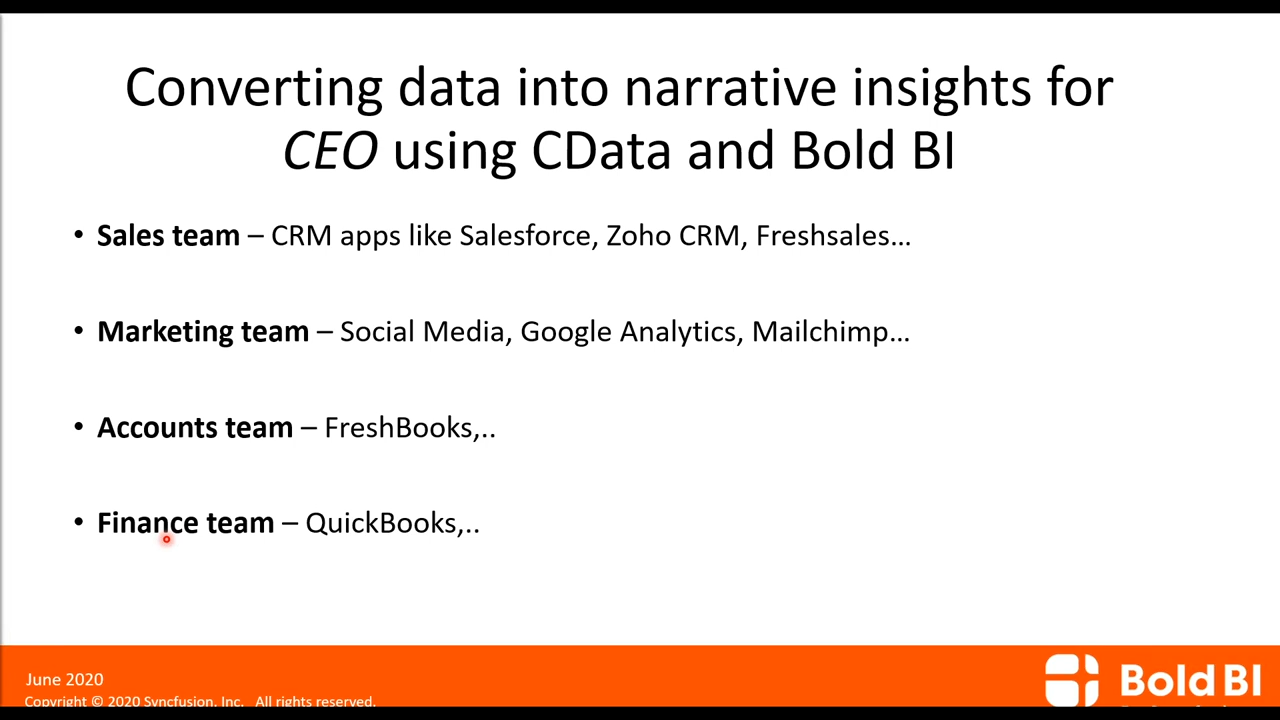 Converting data into narrative insights for
CEO using CData and Bold BI
• Sales team – CRM apps like Salesforce, Zoho CRM, Freshsales…
• Marketing team – Social Media, Google Analytics, Mailchimp…
• Accounts team – FreshBooks,..
• Finance team – QuickBooks,..
June 2020
Copyright © 2020 Syncfusion, Inc. All rights reserved.
Bold BI